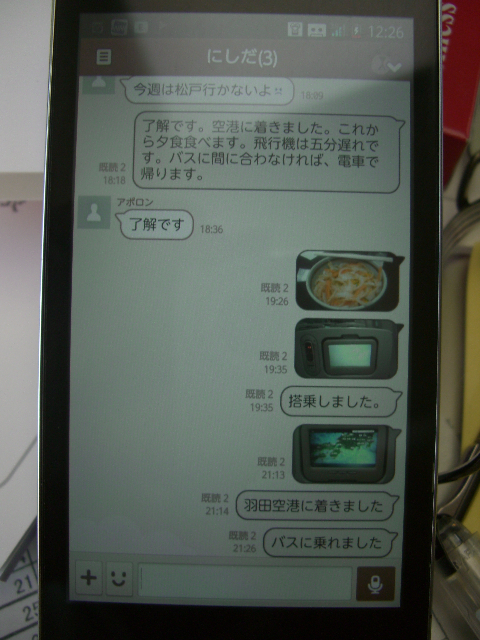 12:26
にしだ(3)
今週は松戸行かないよ
18:09
了解です。空港に着きました。これか
ら夕食食べます。飛行機は五分遅れで
す。バスに間に合わなければ、電車で
帰ります。
既読 2
18:18
アポロン
了解です
18:36
既読 2
19:26
既読 2
19:35
搭乗しました。
既読 2
19:35
既読 2
21:13
羽田空港に着きました
既読 2
21:14
バスに乗れました
既読 2
21:26
21